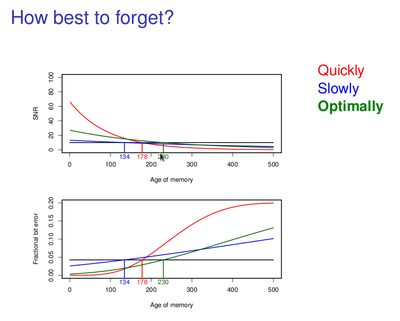 How best to forget?
Quickly
Slowly
Optimally
SNR
100
80
60
40
20
0
0 100 200 300 400 500
134 178 230
Age of memory
Fractional bit error
0.20
0.15
0.10
0.05
0.00
0 100 200 300 400 500
134 178 230
Age of memory